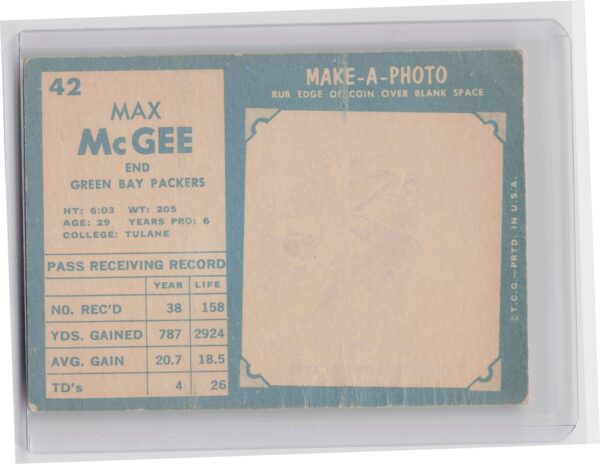 42
MAX
McGEE
END
GREEN BAY PACKERS
HT: 6:03 WT: 205
AGE: 29 YEARS PRO: 6
COLLEGE: TULANE
PASS RECEIVING RECORD
YEAR LIFE
NO. REC'D 38 158
YDS. GAINED 787 2924
AVG. GAIN 20.7 18.5
TD's 4 26
MAKE-A-PHOTO
RUB EDGE OF COIN OVER BLANK SPACE
©T.C.G.—PRTD. IN U.S.A.